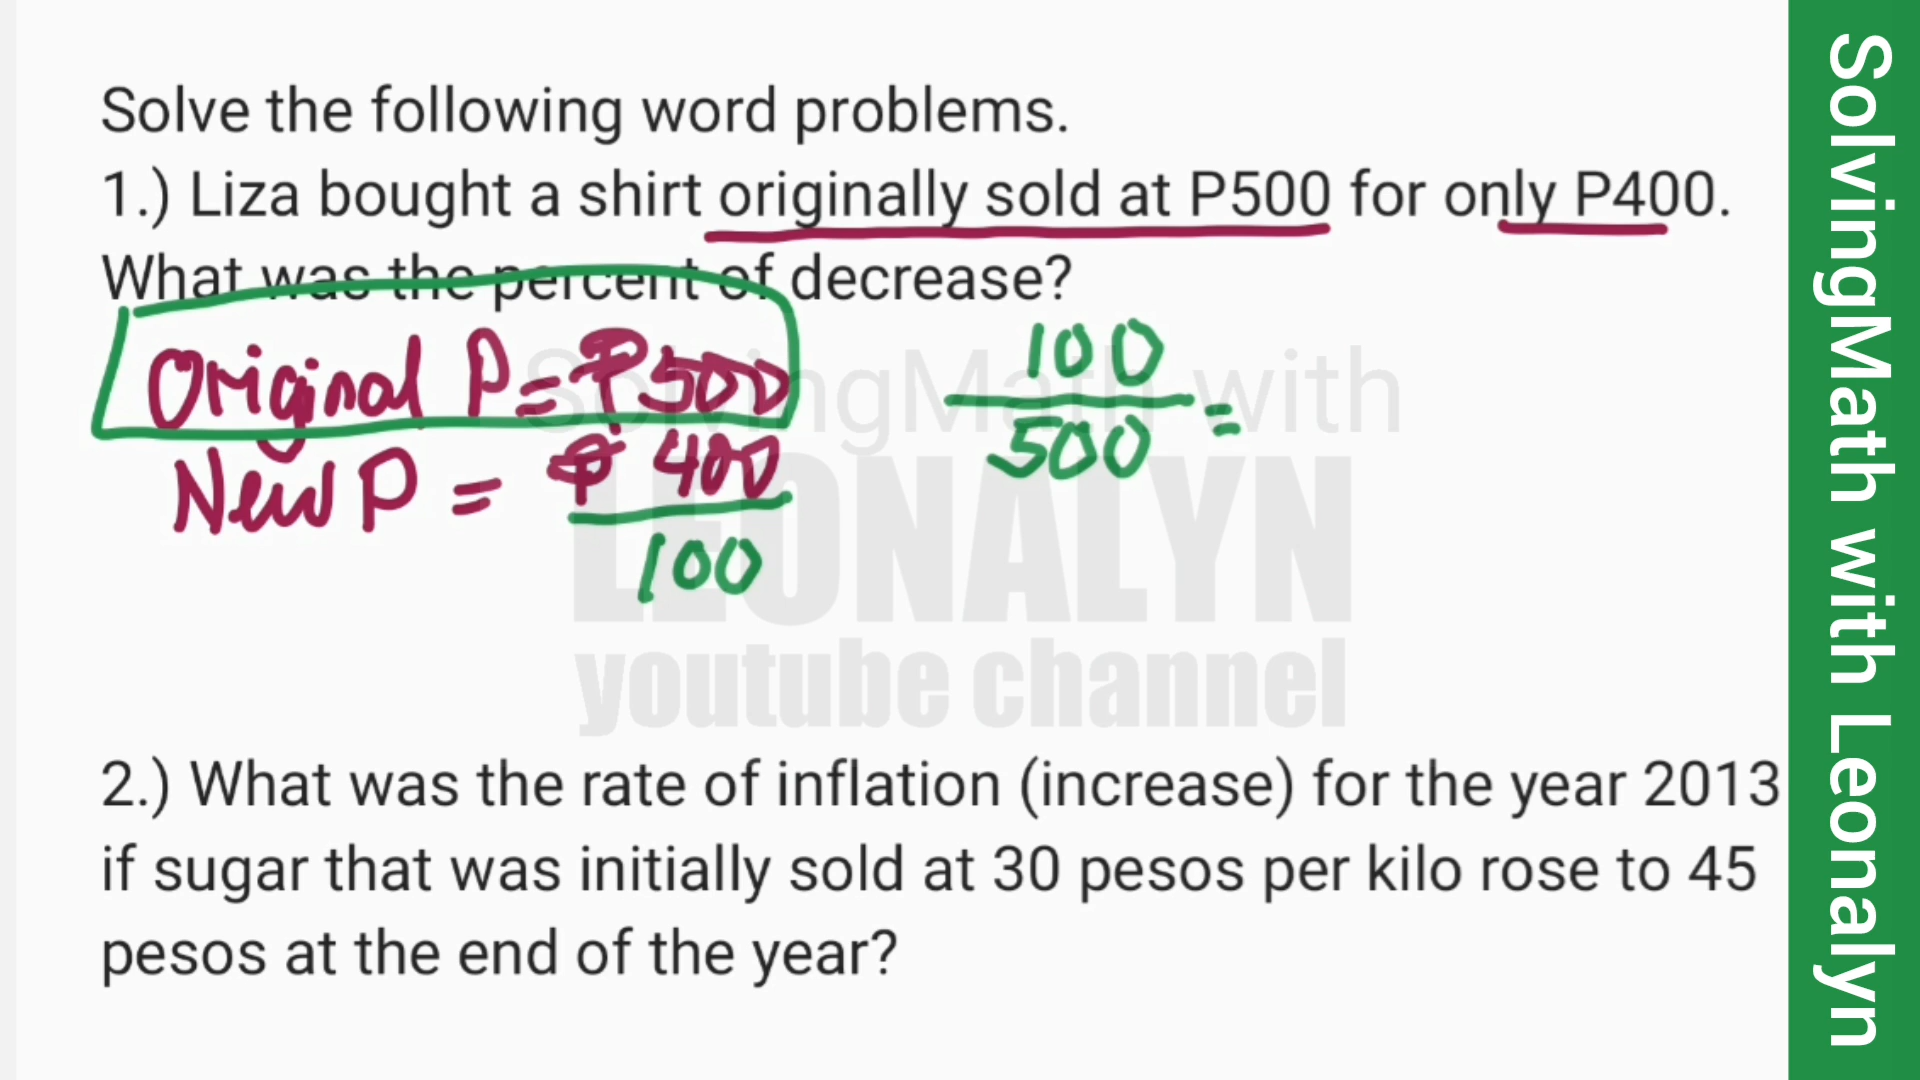 Solve the following word problems.
1.) Liza bought a shirt originally sold at P500 for only P400.
What was the percent of decrease?
Original P = ₱500
New P = ₱ 400
100
100
500 =
SolvingMath with
LEONALYN
youtube channel
2.) What was the rate of inflation (increase) for the year 2013
if sugar that was initially sold at 30 pesos per kilo rose to 45
pesos at the end of the year?
SolvingMath with Leonalyn